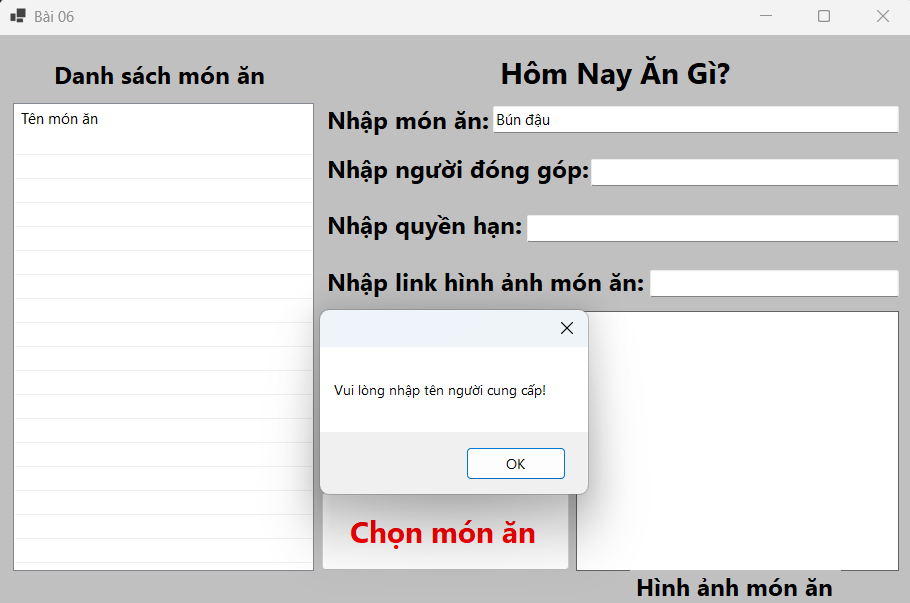 Bài 06
Danh sách món ăn
Hôm Nay Ăn Gì?
Tên món ăn
Nhập món ăn: Bún đậu
Nhập người đóng góp:
Nhập quyền hạn:
Nhập link hình ảnh món ăn:
Vui lòng nhập tên người cung cấp!
OK
Chọn món ăn
Hình ảnh món ăn